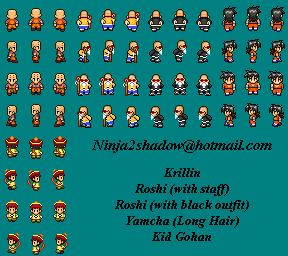 Ninja2shadow@hotmail.com
Krillin
Roshi (with staff)
Roshi (with black outfit)
Yamcha (Long Hair)
Kid Gohan